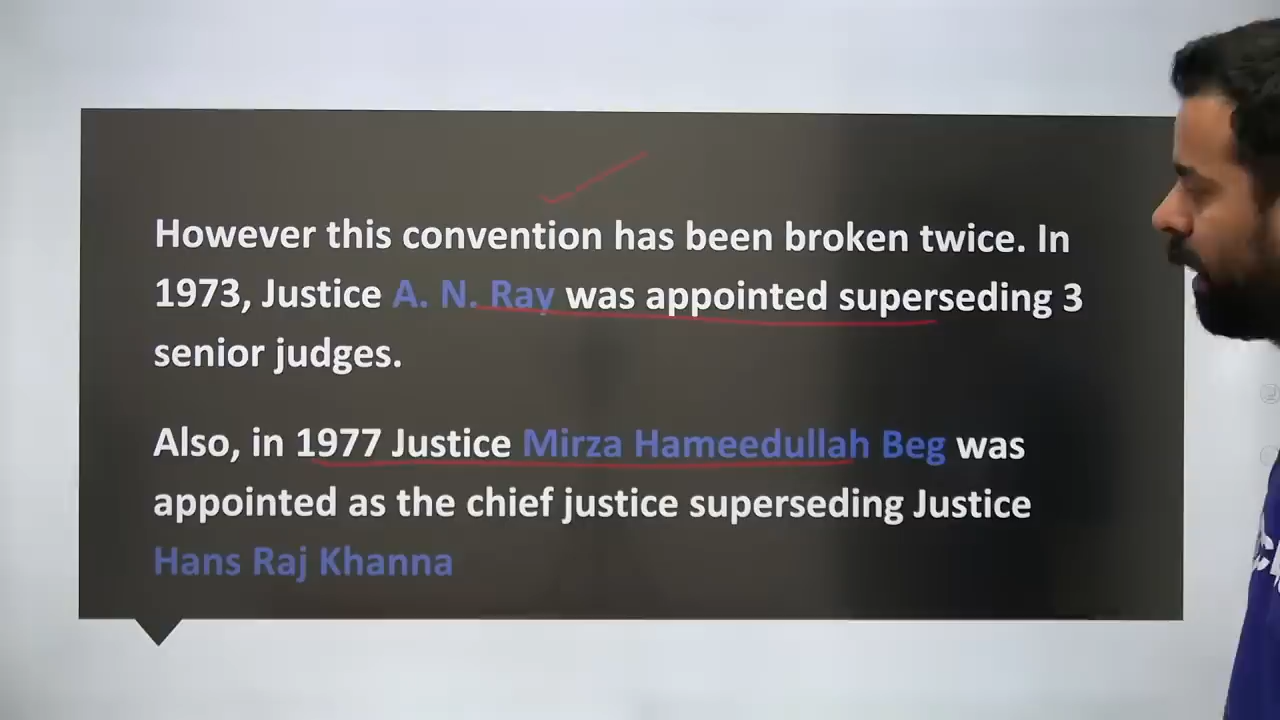 However this convention has been broken twice. In
1973, Justice A. N. Ray was appointed superseding 3
senior judges.
Also, in 1977 Justice Mirza Hameedullah Beg was
appointed as the chief justice superseding Justice
Hans Raj Khanna